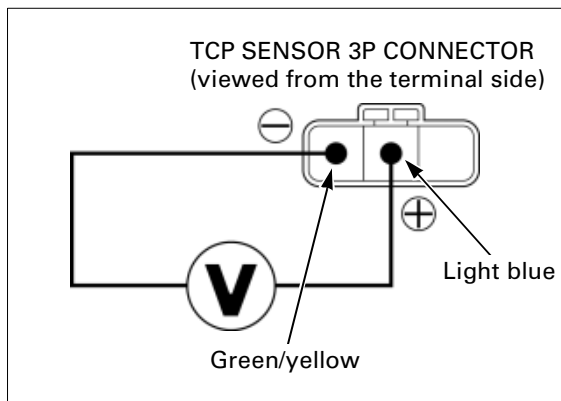 TCP SENSOR 3P CONNECTOR
(viewed from the terminal side)
−
+
Light blue
V
Green/yellow